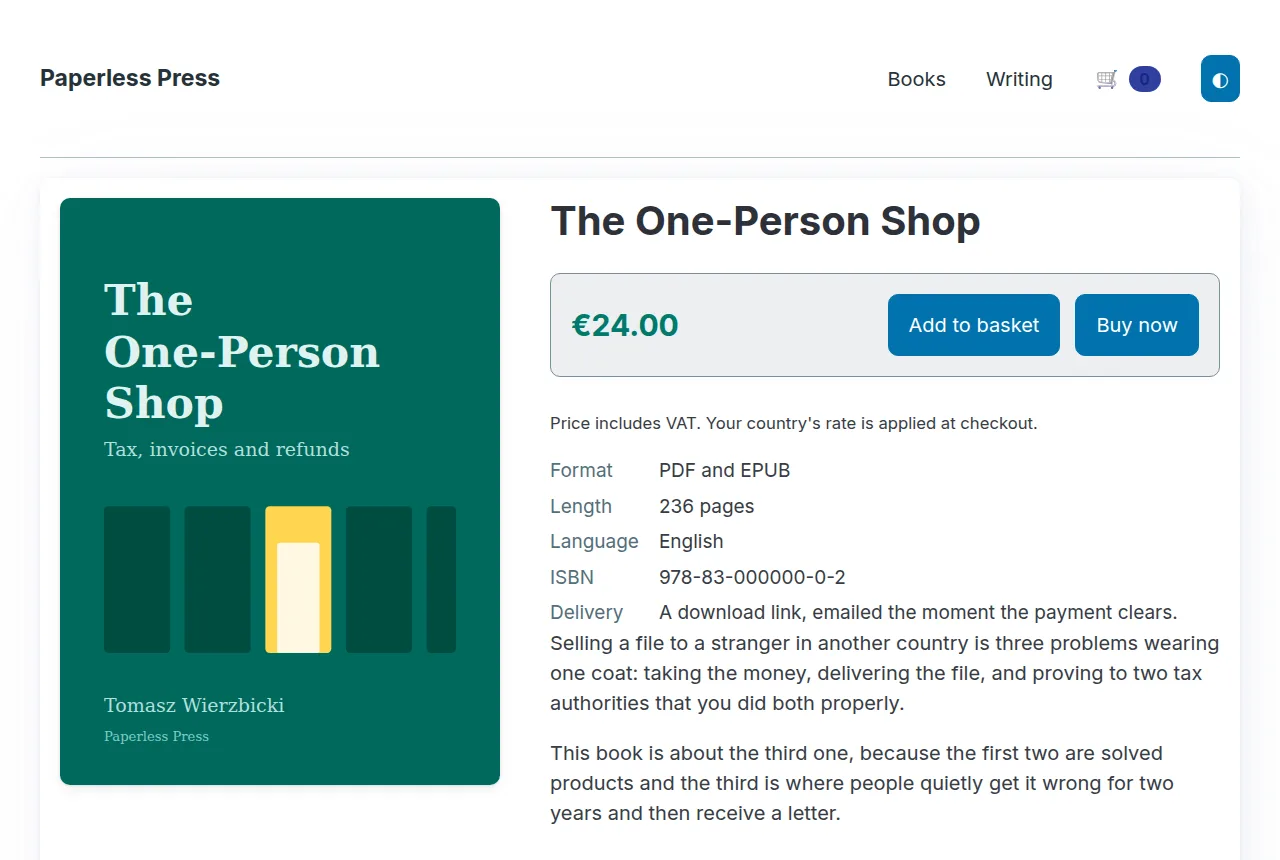 Paperless Press
Books
Writing
0
The
One-Person
Shop
Tax, invoices and refunds
Tomasz Wierzbicki
Paperless Press
The One-Person Shop
€24.00
Add to basket
Buy now
Price includes VAT. Your country's rate is applied at checkout.
Format PDF and EPUB
Length 236 pages
Language English
ISBN 978-83-000000-0-2
Delivery A download link, emailed the moment the payment clears.
Selling a file to a stranger in another country is three problems wearing
one coat: taking the money, delivering the file, and proving to two tax
authorities that you did both properly.
This book is about the third one, because the first two are solved
products and the third is where people quietly get it wrong for two
years and then receive a letter.